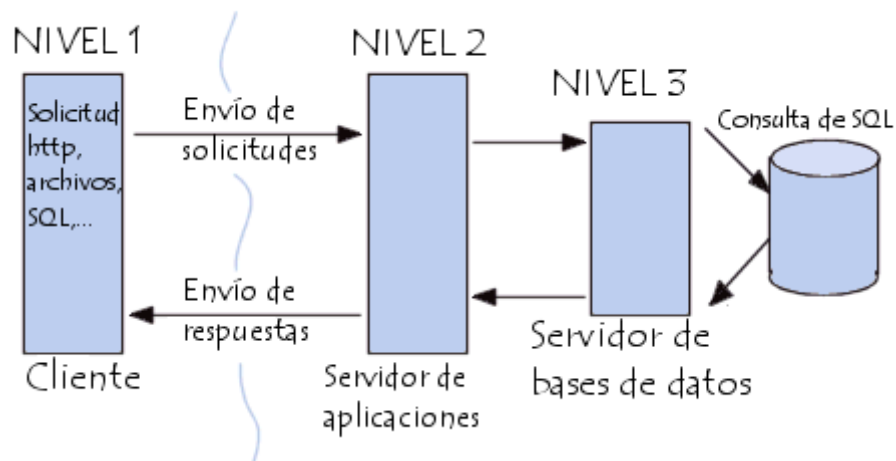 NIVEL 1
Solicitud
http,
archivos,
SQL,...
Cliente
Envío de
solicitudes
Envío de
respuestas
NIVEL 2
Servidor de
aplicaciones
NIVEL 3
Servidor de
bases de datos
Consulta de SQL